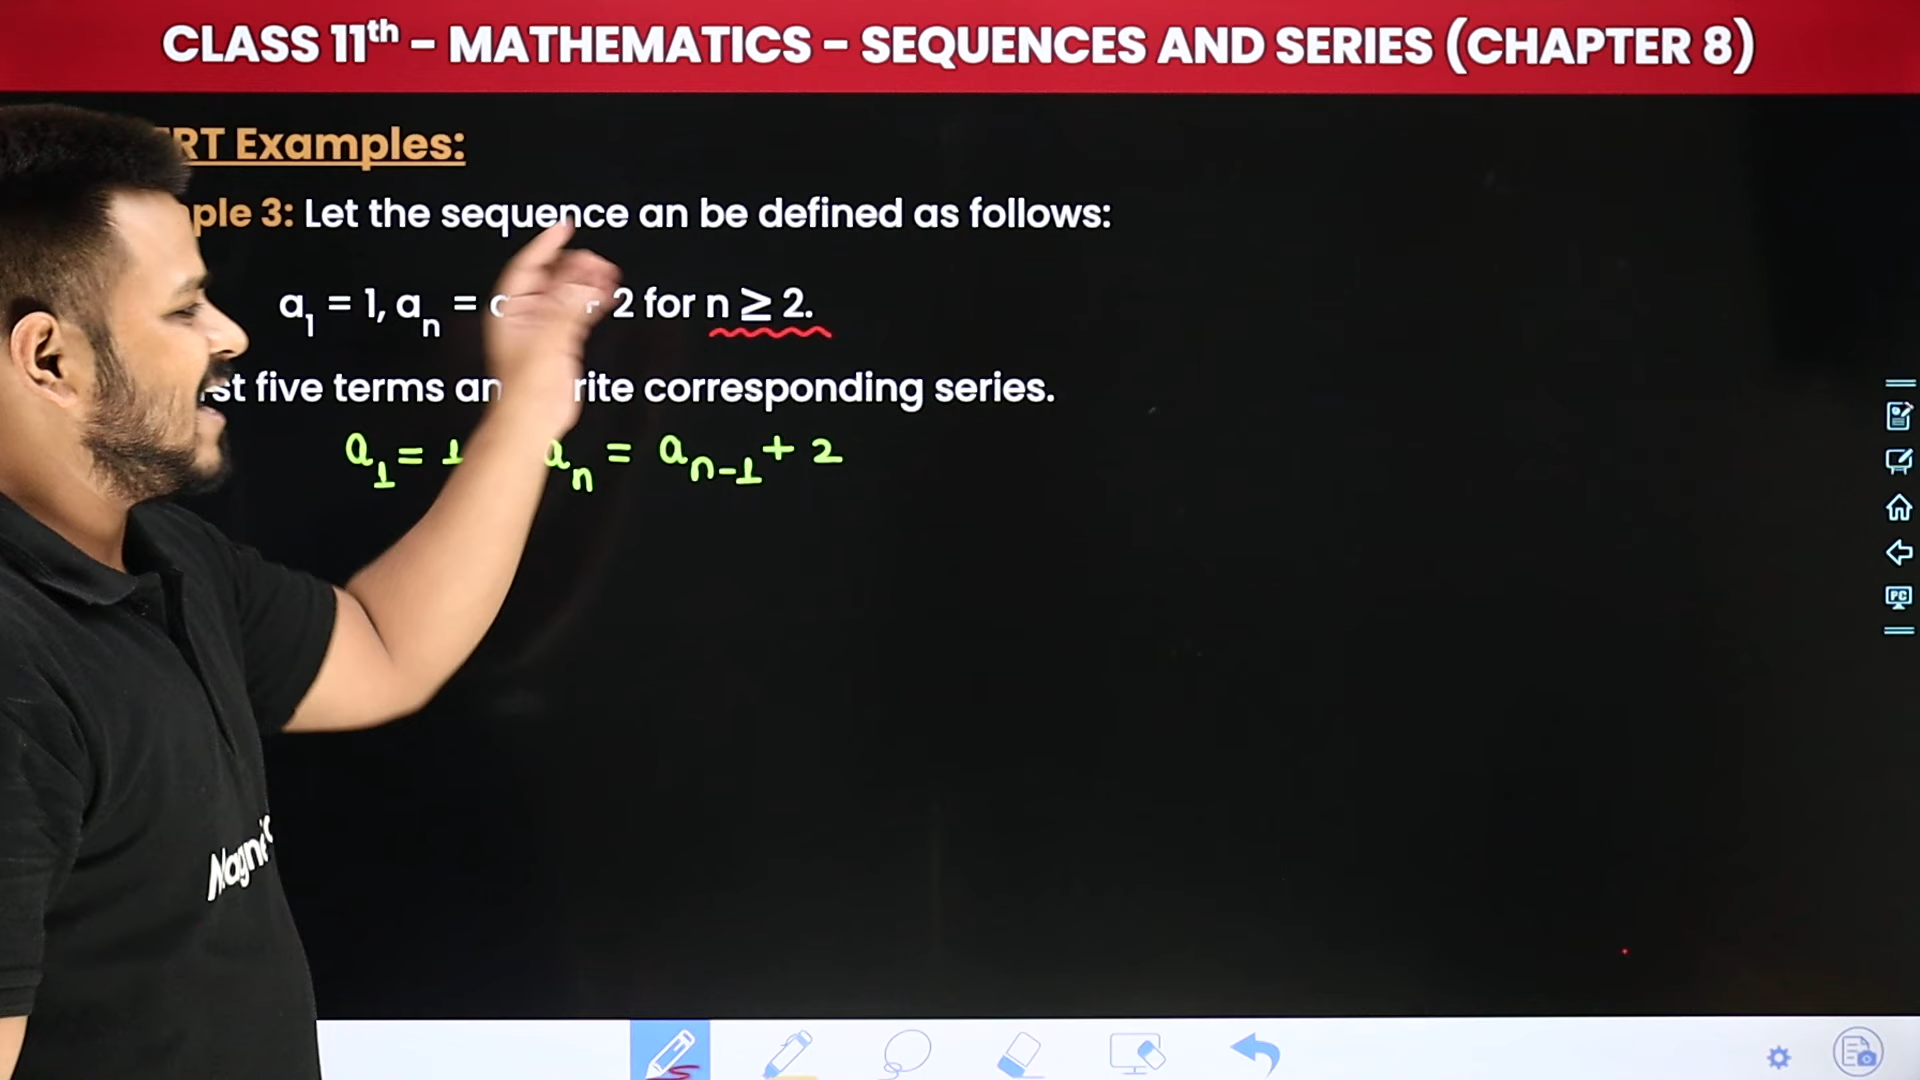 CLASS 11th - MATHEMATICS - SEQUENCES AND SERIES (CHAPTER 8)
RT Examples:
ple 3: Let the sequence an be defined as follows:
a1 = 1, an = 2 for n ≥ 2.
st five terms an rite corresponding series.
a1 = 1 an = an-1 + 2
Magne
PC